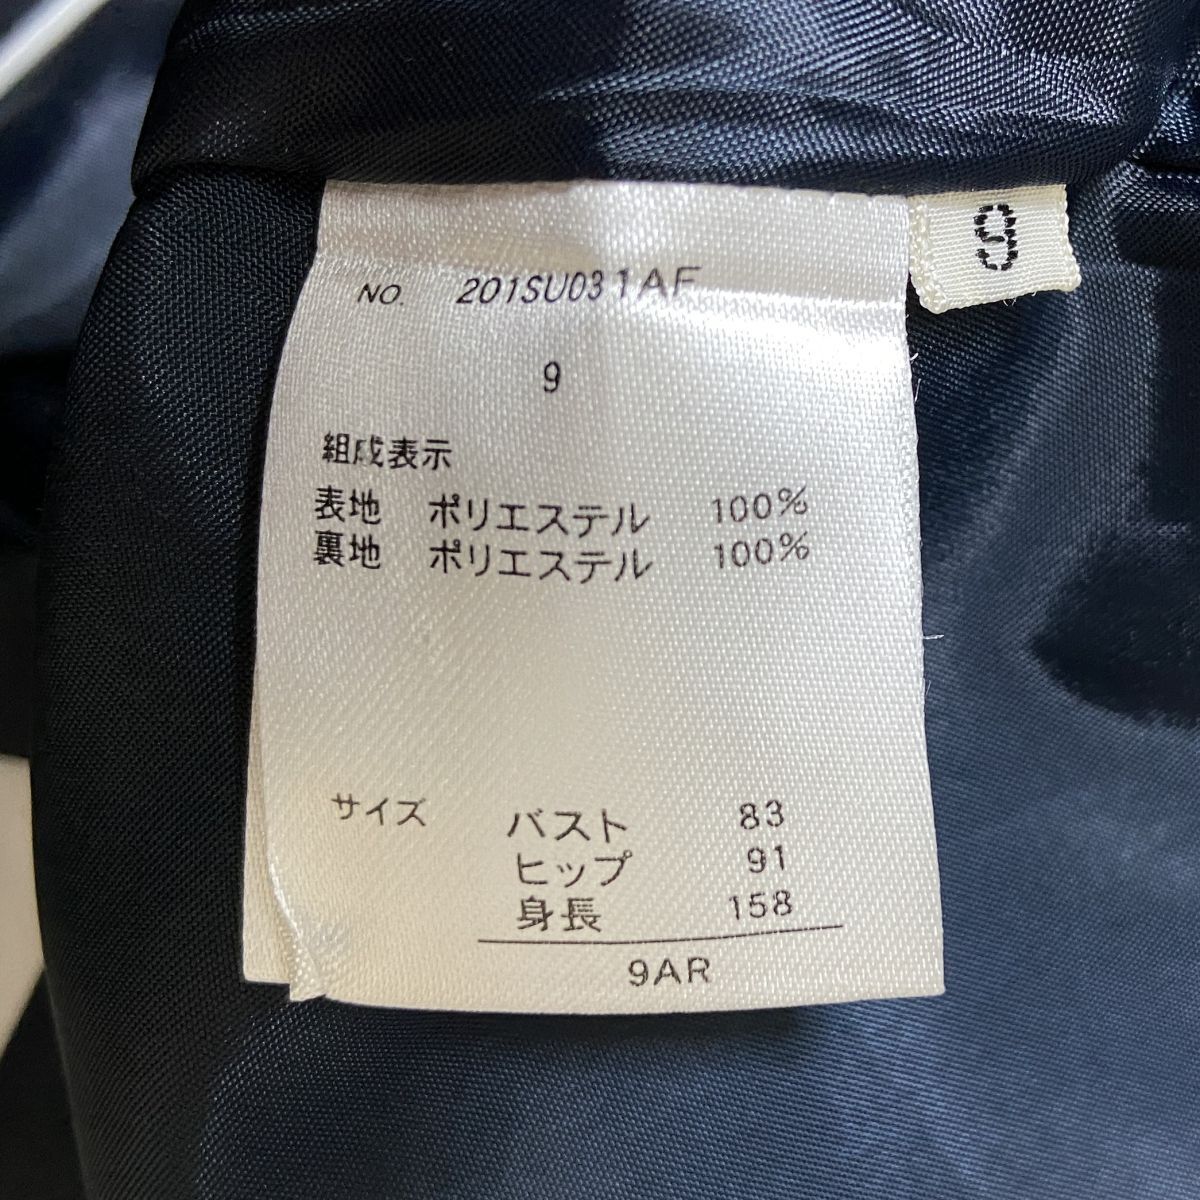 NO. 201SU031AF
9
9
組成表示
表地 ポリエステル 100%
裏地 ポリエステル 100%
サイズ バスト 83
ヒップ 91
身長 158
9AR